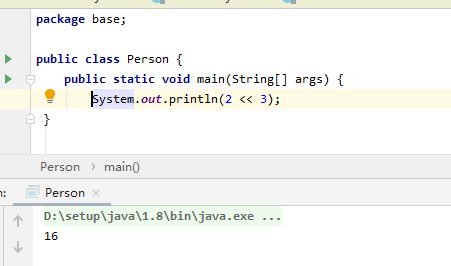 package base;
public class Person {
public static void main(String[] args) {
System.out.println(2 << 3);
}
Person > main()
n: Person ×
D:\setup\java\1.8\bin\java.exe ...
16